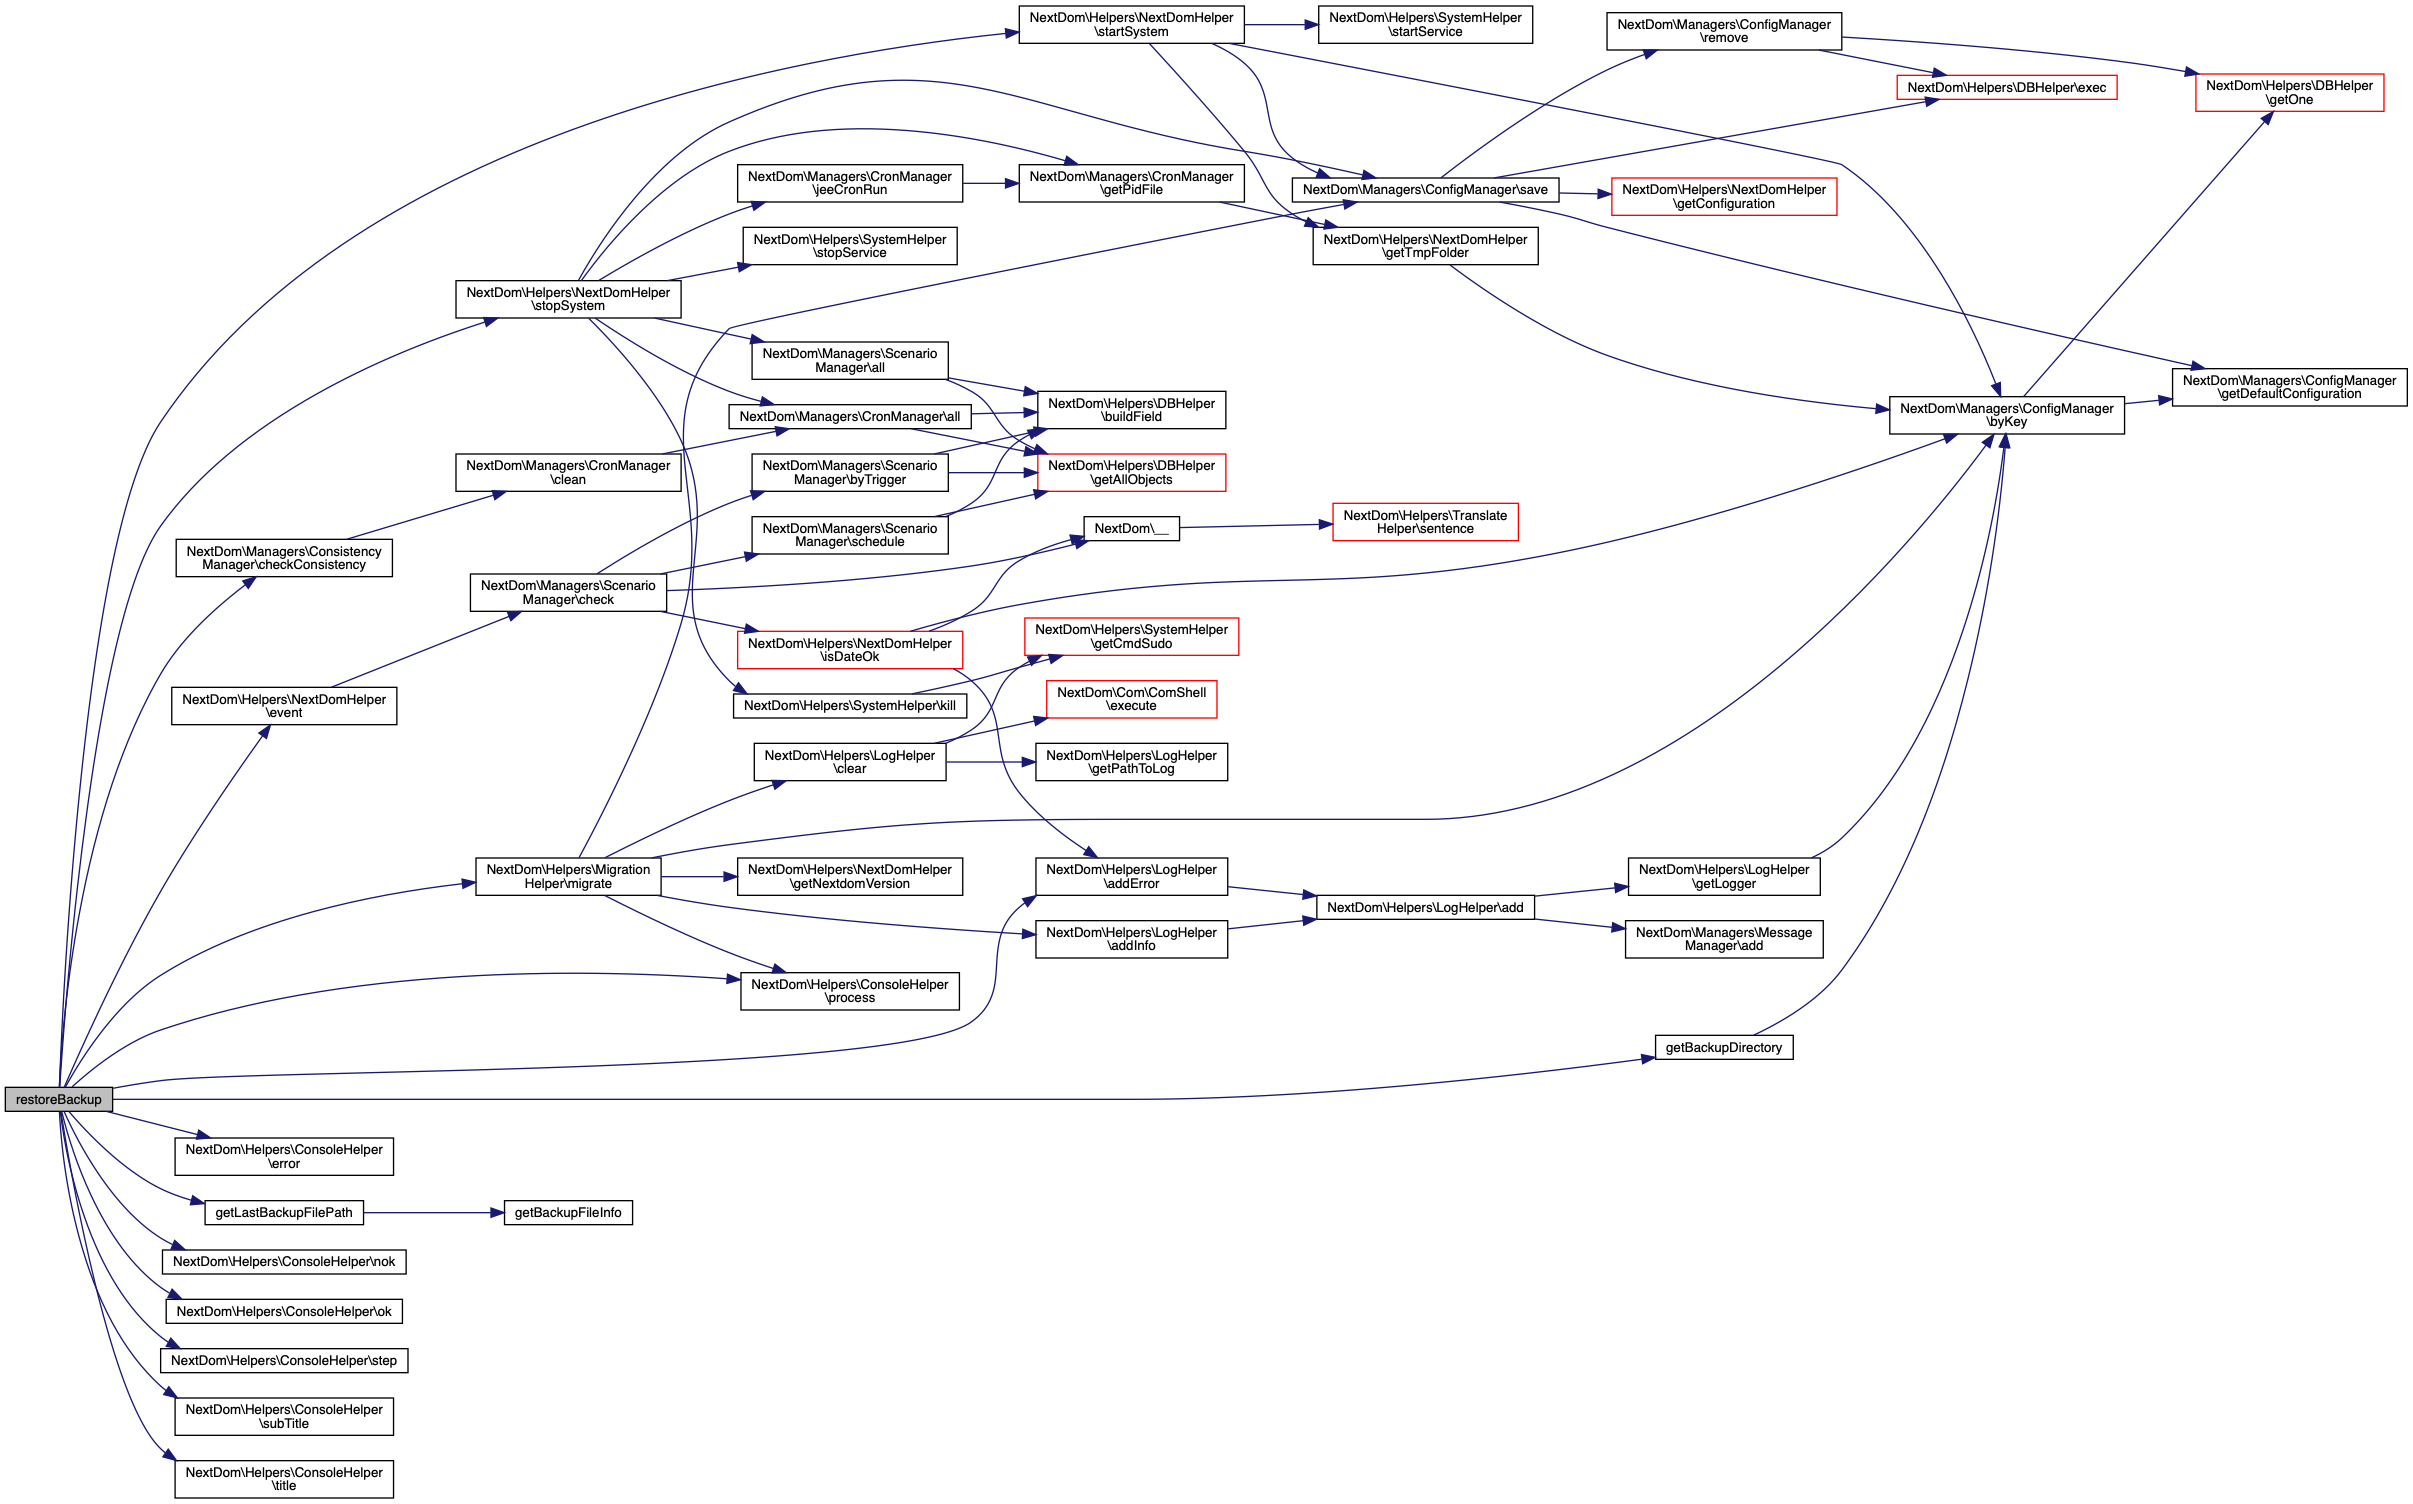 NextDom\Helpers\NextDomHelper
\startSystem
NextDom\Helpers\SystemHelper
\startService
NextDom\Managers\ConfigManager
\remove
NextDom\Helpers\DBHelper\exec
NextDom\Helpers\DBHelper
\getOne
NextDom\Managers\CronManager
\jeeCronRun
NextDom\Managers\CronManager
\getPidFile
NextDom\Managers\ConfigManager\save
NextDom\Helpers\NextDomHelper
\getConfiguration
NextDom\Helpers\SystemHelper
\stopService
NextDom\Helpers\NextDomHelper
\getTmpFolder
NextDom\Helpers\NextDomHelper
\stopSystem
NextDom\Managers\Scenario
Manager\all
NextDom\Managers\CronManager\all
NextDom\Helpers\DBHelper
\buildField
NextDom\Managers\ConfigManager
\byKey
NextDom\Managers\ConfigManager
\getDefaultConfiguration
NextDom\Managers\CronManager
\clean
NextDom\Managers\Scenario
Manager\byTrigger
NextDom\Helpers\DBHelper
\getAllObjects
NextDom\Managers\Consistency
Manager\checkConsistency
NextDom\Managers\Scenario
Manager\schedule
NextDom\__
NextDom\Helpers\Translate
Helper\sentence
NextDom\Managers\Scenario
Manager\check
NextDom\Helpers\NextDomHelper
\isDateOk
NextDom\Helpers\SystemHelper
\getCmdSudo
NextDom\Helpers\NextDomHelper
\event
NextDom\Helpers\SystemHelper\kill
NextDom\Com\ComShell
\execute
NextDom\Helpers\LogHelper
\clear
NextDom\Helpers\LogHelper
\getPathToLog
NextDom\Helpers\Migration
Helper\migrate
NextDom\Helpers\NextDomHelper
\getNextdomVersion
NextDom\Helpers\LogHelper
\addError
NextDom\Helpers\LogHelper\add
NextDom\Helpers\LogHelper
\getLogger
NextDom\Helpers\LogHelper
\addInfo
NextDom\Managers\Message
Manager\add
NextDom\Helpers\ConsoleHelper
\process
getBackupDirectory
restoreBackup
NextDom\Helpers\ConsoleHelper
\error
getLastBackupFilePath
getBackupFileInfo
NextDom\Helpers\ConsoleHelper\nok
NextDom\Helpers\ConsoleHelper\ok
NextDom\Helpers\ConsoleHelper\step
NextDom\Helpers\ConsoleHelper
\subTitle
NextDom\Helpers\ConsoleHelper
\title